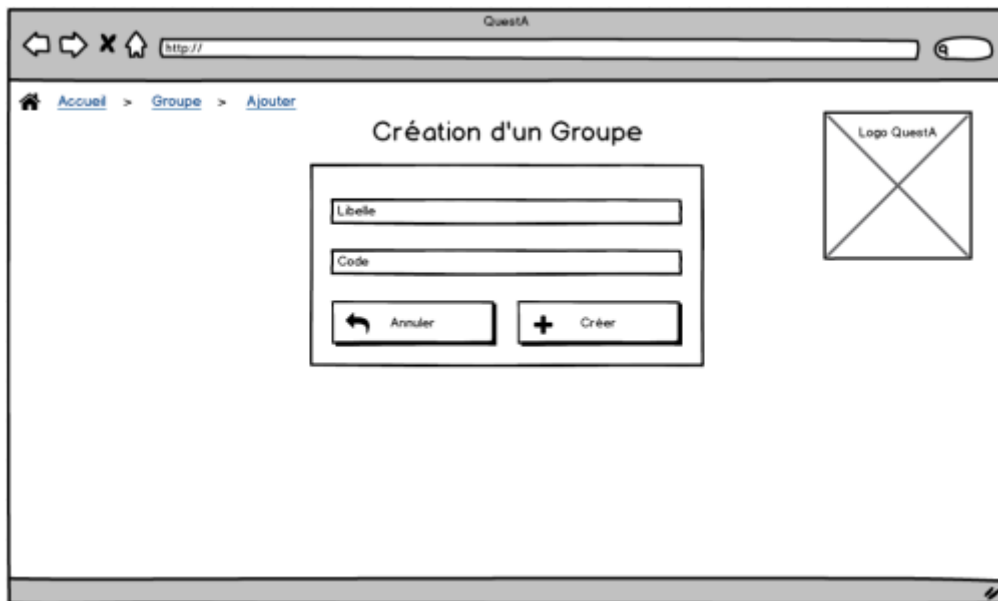 QuestA
http://
Accueil > Groupe > Ajouter
Création d'un Groupe
Logo QuestA
Libelle
Code
Annuler
Créer